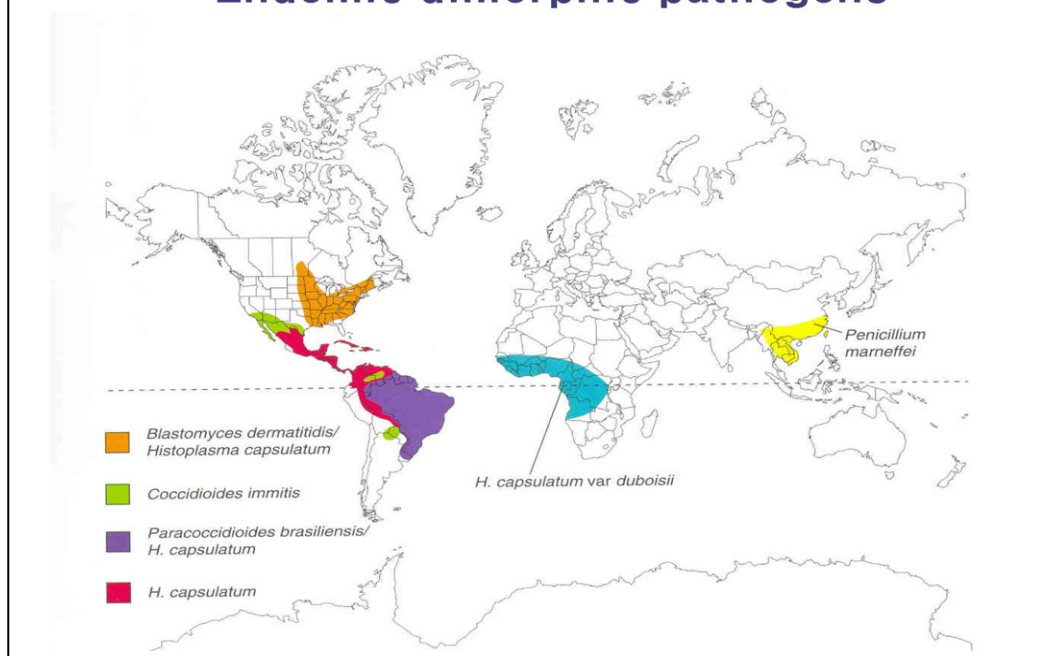 Endemic dimorphic pathogens
Penicillium
marneffei
Blastomyces dermatitidis/
Histoplasma capsulatum
H. capsulatum var duboisii
Coccidioides immitis
Paracoccidioides brasiliensis/
H. capsulatum
H. capsulatum